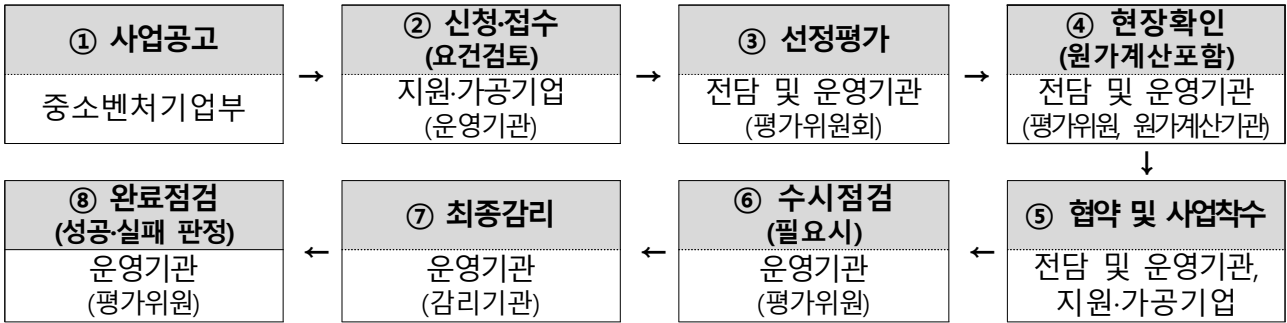 ① 사업공고
중소벤처기업부
→
② 신청·접수
(요건검토)
지원·가공기업
(운영기관)
→
③ 선정평가
전담 및 운영기관
(평가위원회)
→
④ 현장확인
(원가계산포함)
전담 및 운영기관
(평가위원, 원가계산기관)
↓
⑤ 협약 및 사업착수
전담 및 운영기관,
지원·가공기업
←
⑥ 수시점검
(필요시)
운영기관
(평가위원)
←
⑦ 최종감리
운영기관
(감리기관)
←
⑧ 완료점검
(성공·실패 판정)
운영기관
(평가위원)